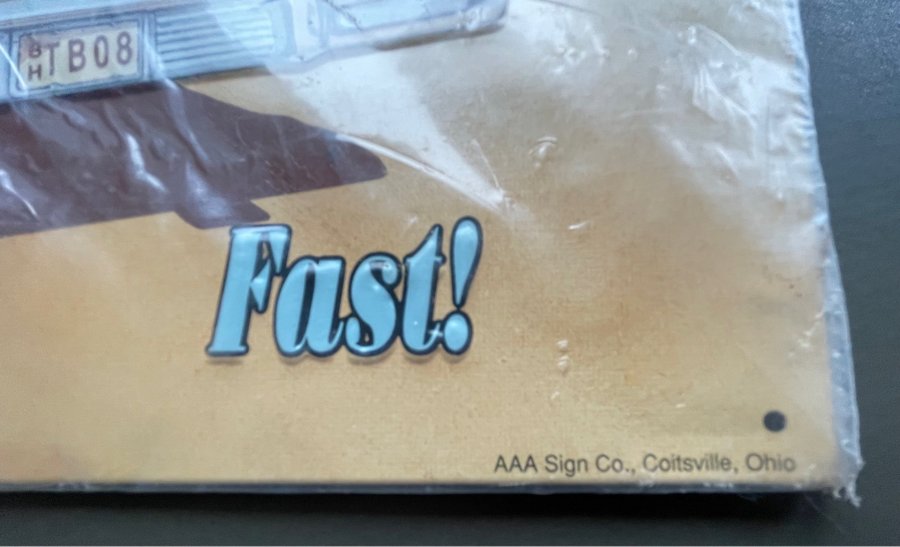 BH TB08
Fast!
AAA Sign Co., Coitsville, Ohio